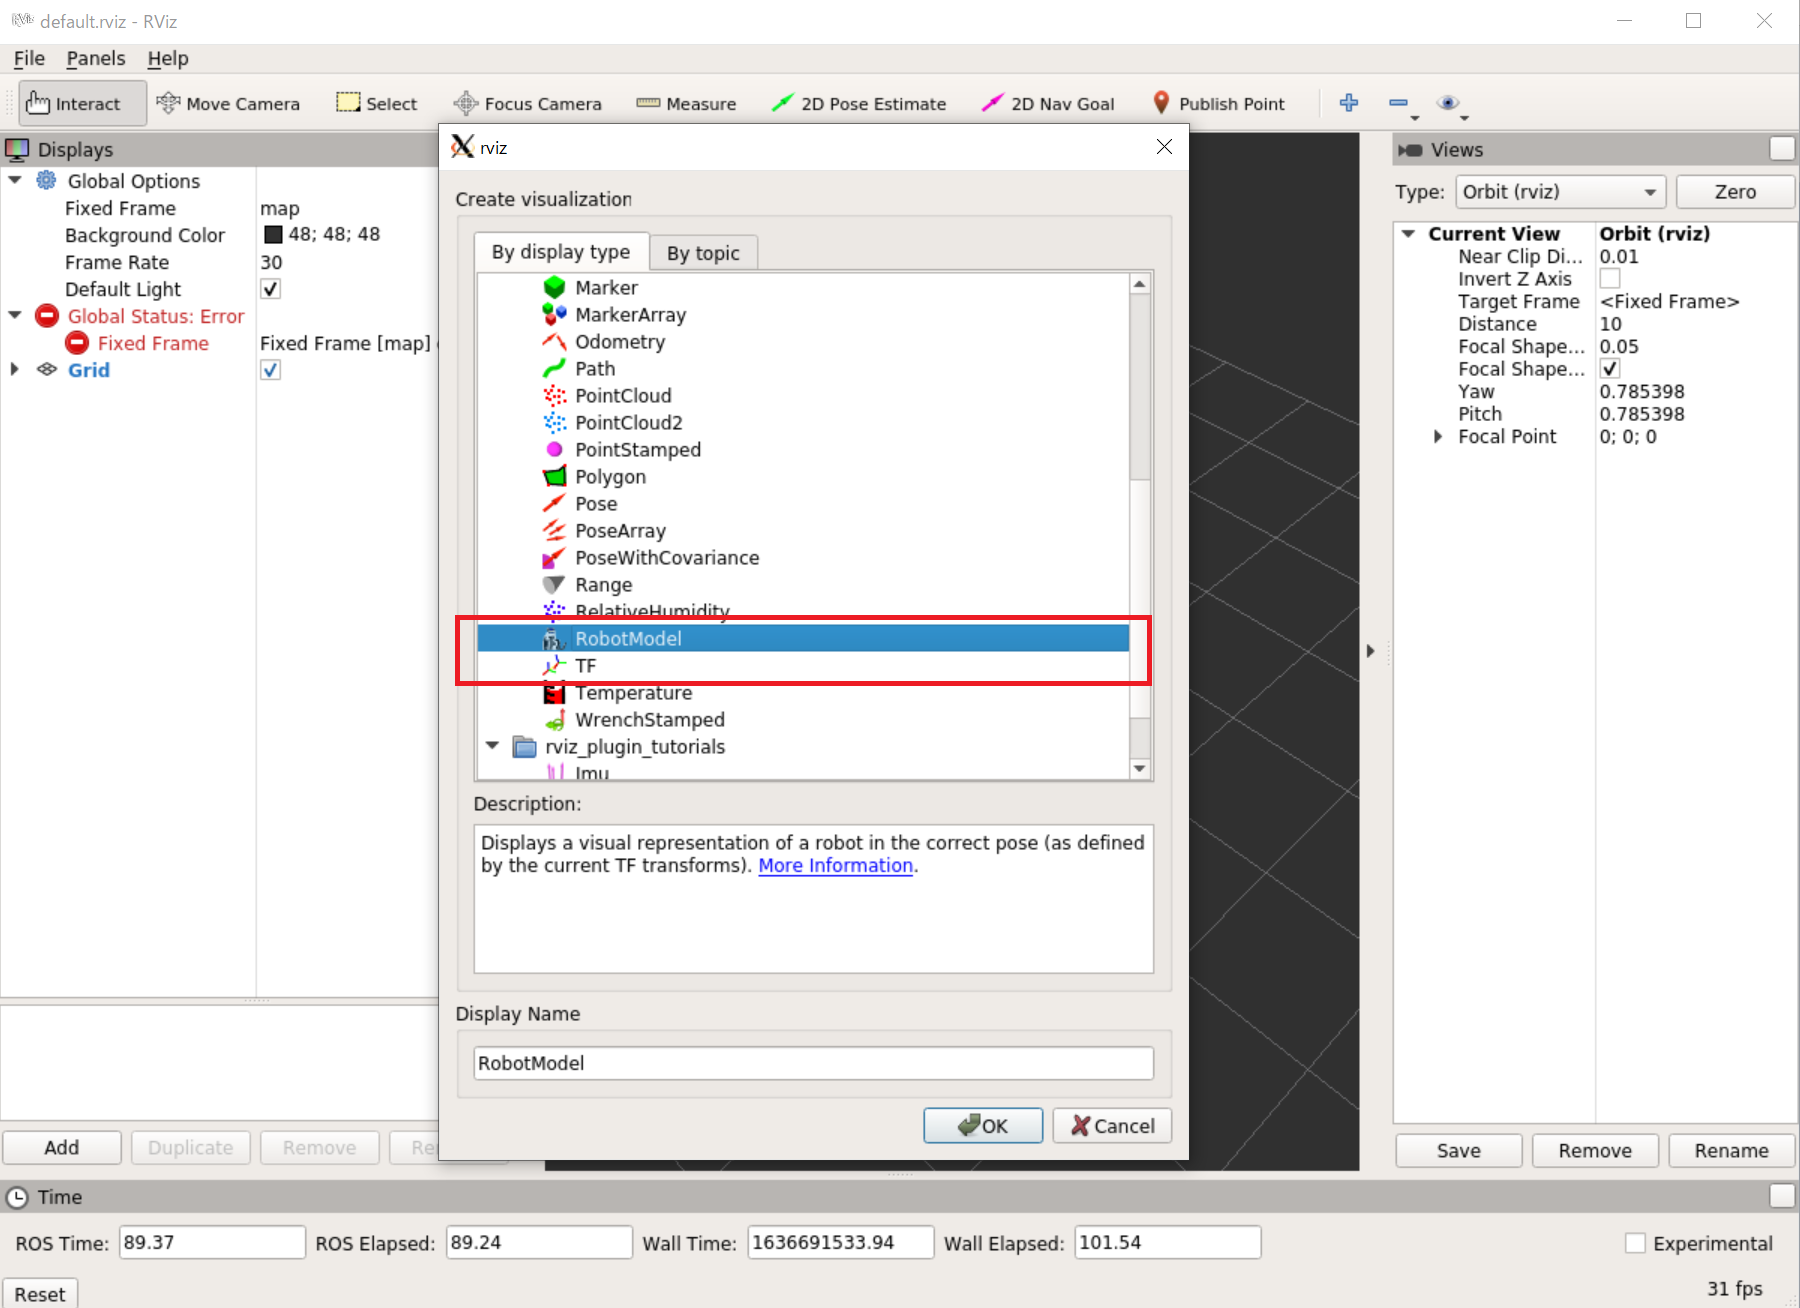 default.rviz - RViz
File Panels Help
Interact Move Camera Select Focus Camera Measure 2D Pose Estimate 2D Nav Goal Publish Point
Displays
Global Options
Fixed Frame map
Background Color 48; 48; 48
Frame Rate 30
Default Light
Global Status: Error
Fixed Frame Fixed Frame [map]
Grid
rviz
Create visualization
By display type By topic
Marker
MarkerArray
Odometry
Path
PointCloud
PointCloud2
PointStamped
Polygon
Pose
PoseArray
PoseWithCovariance
Range
RelativeHumidity
RobotModel
TF
Temperature
WrenchStamped
rviz_plugin_tutorials
Imu
Description:
Displays a visual representation of a robot in the correct pose (as defined
by the current TF transforms). More Information.
Display Name
RobotModel
OK Cancel
Views
Type: Orbit (rviz) Zero
Current View Orbit (rviz)
Near Clip Di... 0.01
Invert Z Axis
Target Frame <Fixed Frame>
Distance 10
Focal Shape... 0.05
Focal Shape...
Yaw 0.785398
Pitch 0.785398
Focal Point 0; 0; 0
Add Duplicate Remove Re
Save Remove Rename
Time
ROS Time: 89.37 ROS Elapsed: 89.24 Wall Time: 1636691533.94 Wall Elapsed: 101.54 Experimental
Reset 31 fps